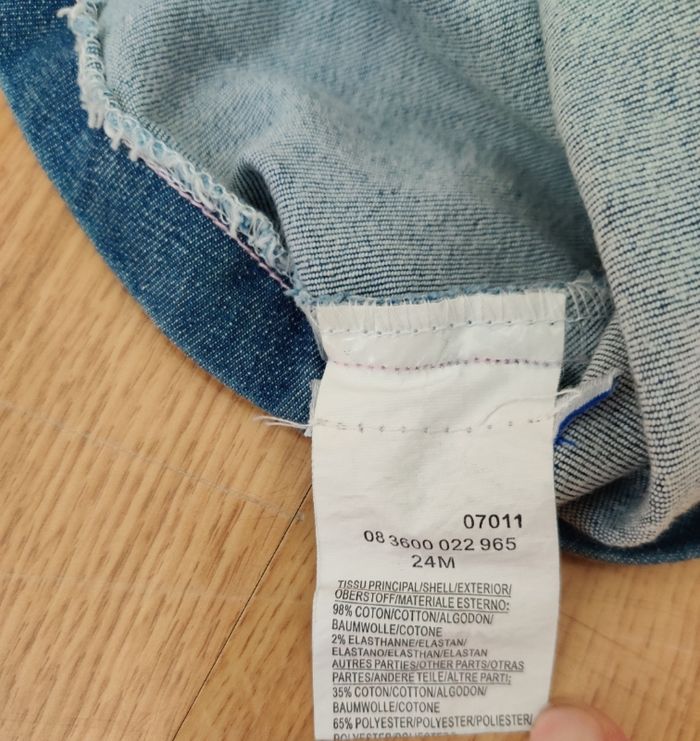 07011
08 3600 022 965
24M
TISSU PRINCIPAL/SHELL/EXTERIOR/
OBERSTOFF/MATERIALE ESTERNO:
98% COTON/COTTON/ALGODON/
BAUMWOLLE/COTONE
2% ELASTHANNE/ELASTAN/
ELASTANO/ELASTHAN/ELASTAN
AUTRES PARTIES/OTHER PARTS/OTRAS
PARTES/ANDERE TEILE/ALTRE PARTI:
35% COTON/COTTON/ALGODON/
BAUMWOLLE/COTONE
65% POLYESTER/POLYESTER/POLIESTER/